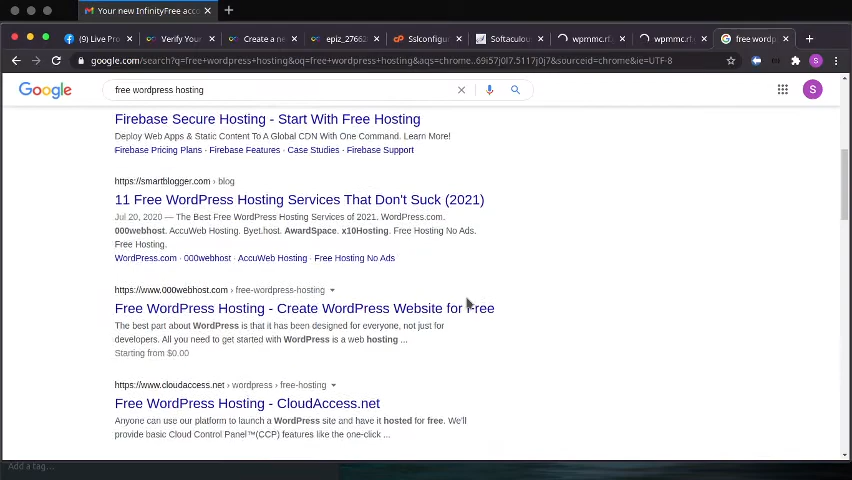 Your new InfinityFree acco
(9) Live Pro
Verify Your
Create a ne
epiz_2766
Sslconfigu
Softaculou
wpmmc.rf.
wpmmc.rf.c
free wordp
google.com/search?q=free+wordpress+hosting&oq=free+wordpress+hosting&aqs=chrome..69i57j0l7.5117j0j7&sourceid=chrome&ie=UTF-8
S
Google
free wordpress hosting
S
Firebase Secure Hosting - Start With Free Hosting
Deploy Web Apps & Static Content To A Global CDN With One Command. Learn More!
Firebase Pricing Plans · Firebase Features · Case Studies · Firebase Support
https://smartblogger.com › blog
11 Free WordPress Hosting Services That Don't Suck (2021)
Jul 20, 2020 — The Best Free WordPress Hosting Services of 2021. WordPress.com.
000webhost. AccuWeb Hosting. Byet.host. AwardSpace. x10Hosting. Free Hosting No Ads.
Free Hosting.
WordPress.com · 000webhost · AccuWeb Hosting · Free Hosting No Ads
https://www.000webhost.com › free-wordpress-hosting
Free WordPress Hosting - Create WordPress Website for Free
The best part about WordPress is that it has been designed for everyone, not just for
developers. All you need to get started with WordPress is a web hosting ...
Starting from $0.00
https://www.cloudaccess.net › wordpress › free-hosting
Free WordPress Hosting - CloudAccess.net
Anyone can use our platform to launch a WordPress site and have it hosted for free. We'll
provide basic Cloud Control Panel™(CCP) features like the one-click ...
Add a tag...